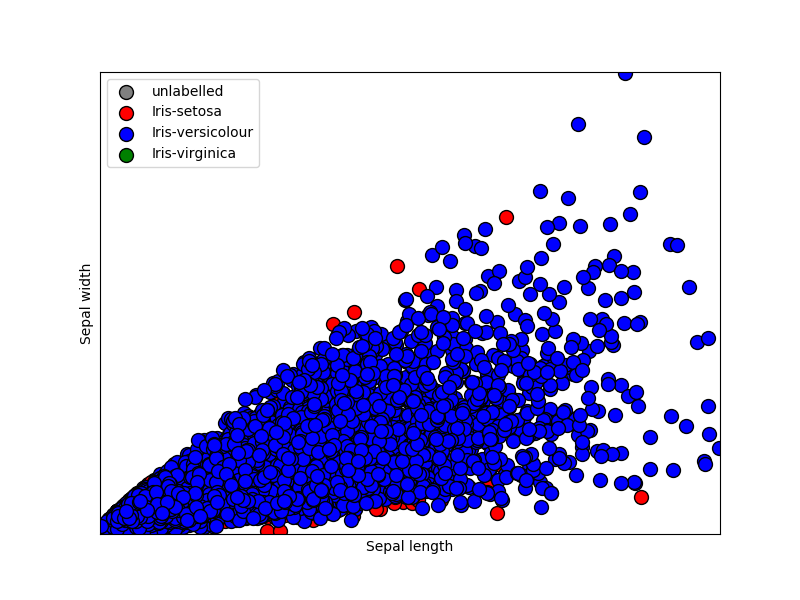 unlabelled
Iris-setosa
Iris-versicolour
Iris-virginica
Sepal width
Sepal length